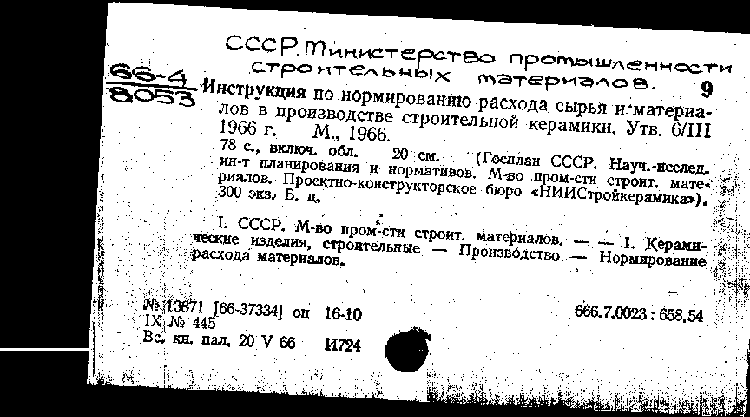 СССР. Министерство промышленности
строительных материалов. 9
66-4
8053
Инструкция по нормированию расхода сырья и материа-
лов в производстве строительной керамики. Утв. 6/III
1966 г. М., 1966.
78 с., включ. обл. 20 см. (Госплан СССР. Науч.-исслед.
ин-т планирования и нормативов. М-во пром-сти строит. мате-
риалов. Проектно-конструкторское бюро «НИИСтройкерамика»).
300 экз. Б. ц.
I. СССР. М-во пром-сти строит. материалов. — — 1. Керами-
ческие изделия, строительные — Производство — Нормирование
расхода материалов.
№ 13671 [66-37334] оп 16-10 666.7.0023:658.54
IX № 445
Вс. кн. пал. 20 V 66 И724